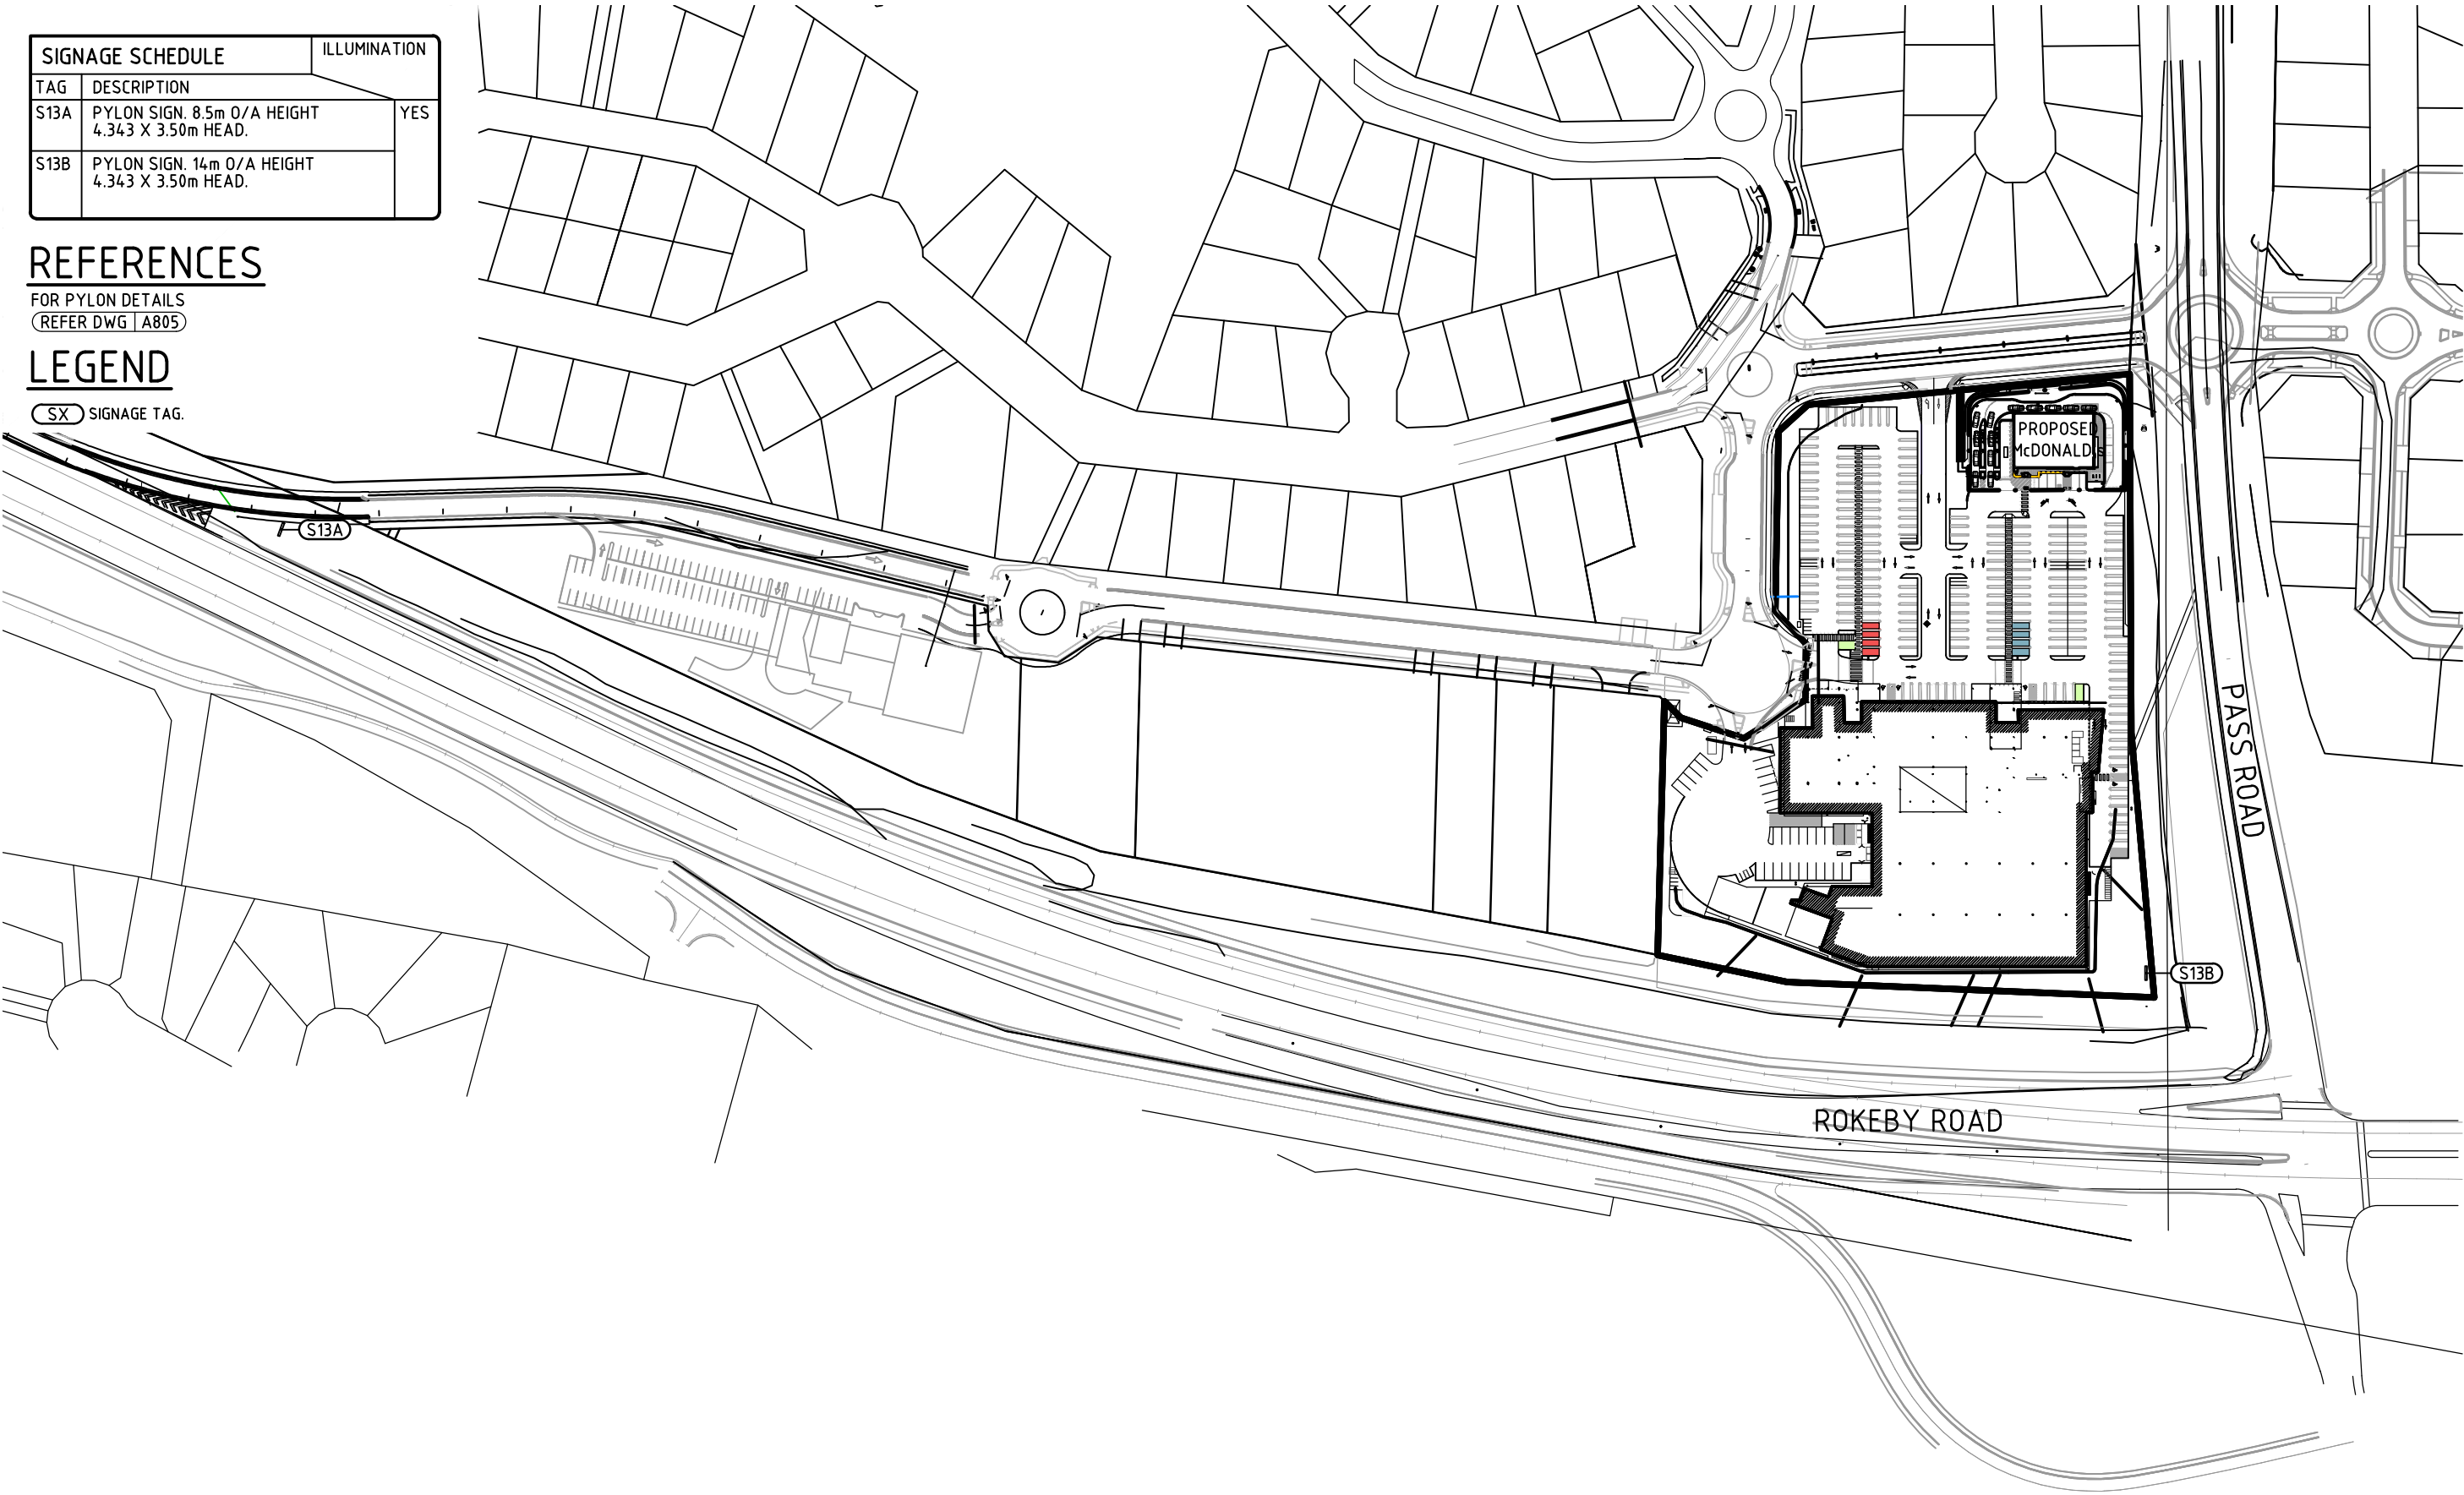 SIGNAGE SCHEDULE
ILLUMINATION
TAG
DESCRIPTION
S13A
PYLON SIGN. 8.5m O/A HEIGHT
4.343 X 3.50m HEAD.
YES
S13B
PYLON SIGN. 14m O/A HEIGHT
4.343 X 3.50m HEAD.
REFERENCES
FOR PYLON DETAILS
REFER DWG A805
LEGEND
SX SIGNAGE TAG.
PROPOSED
McDONALD'S
S13A
PASS ROAD
S13B
ROKEBY ROAD